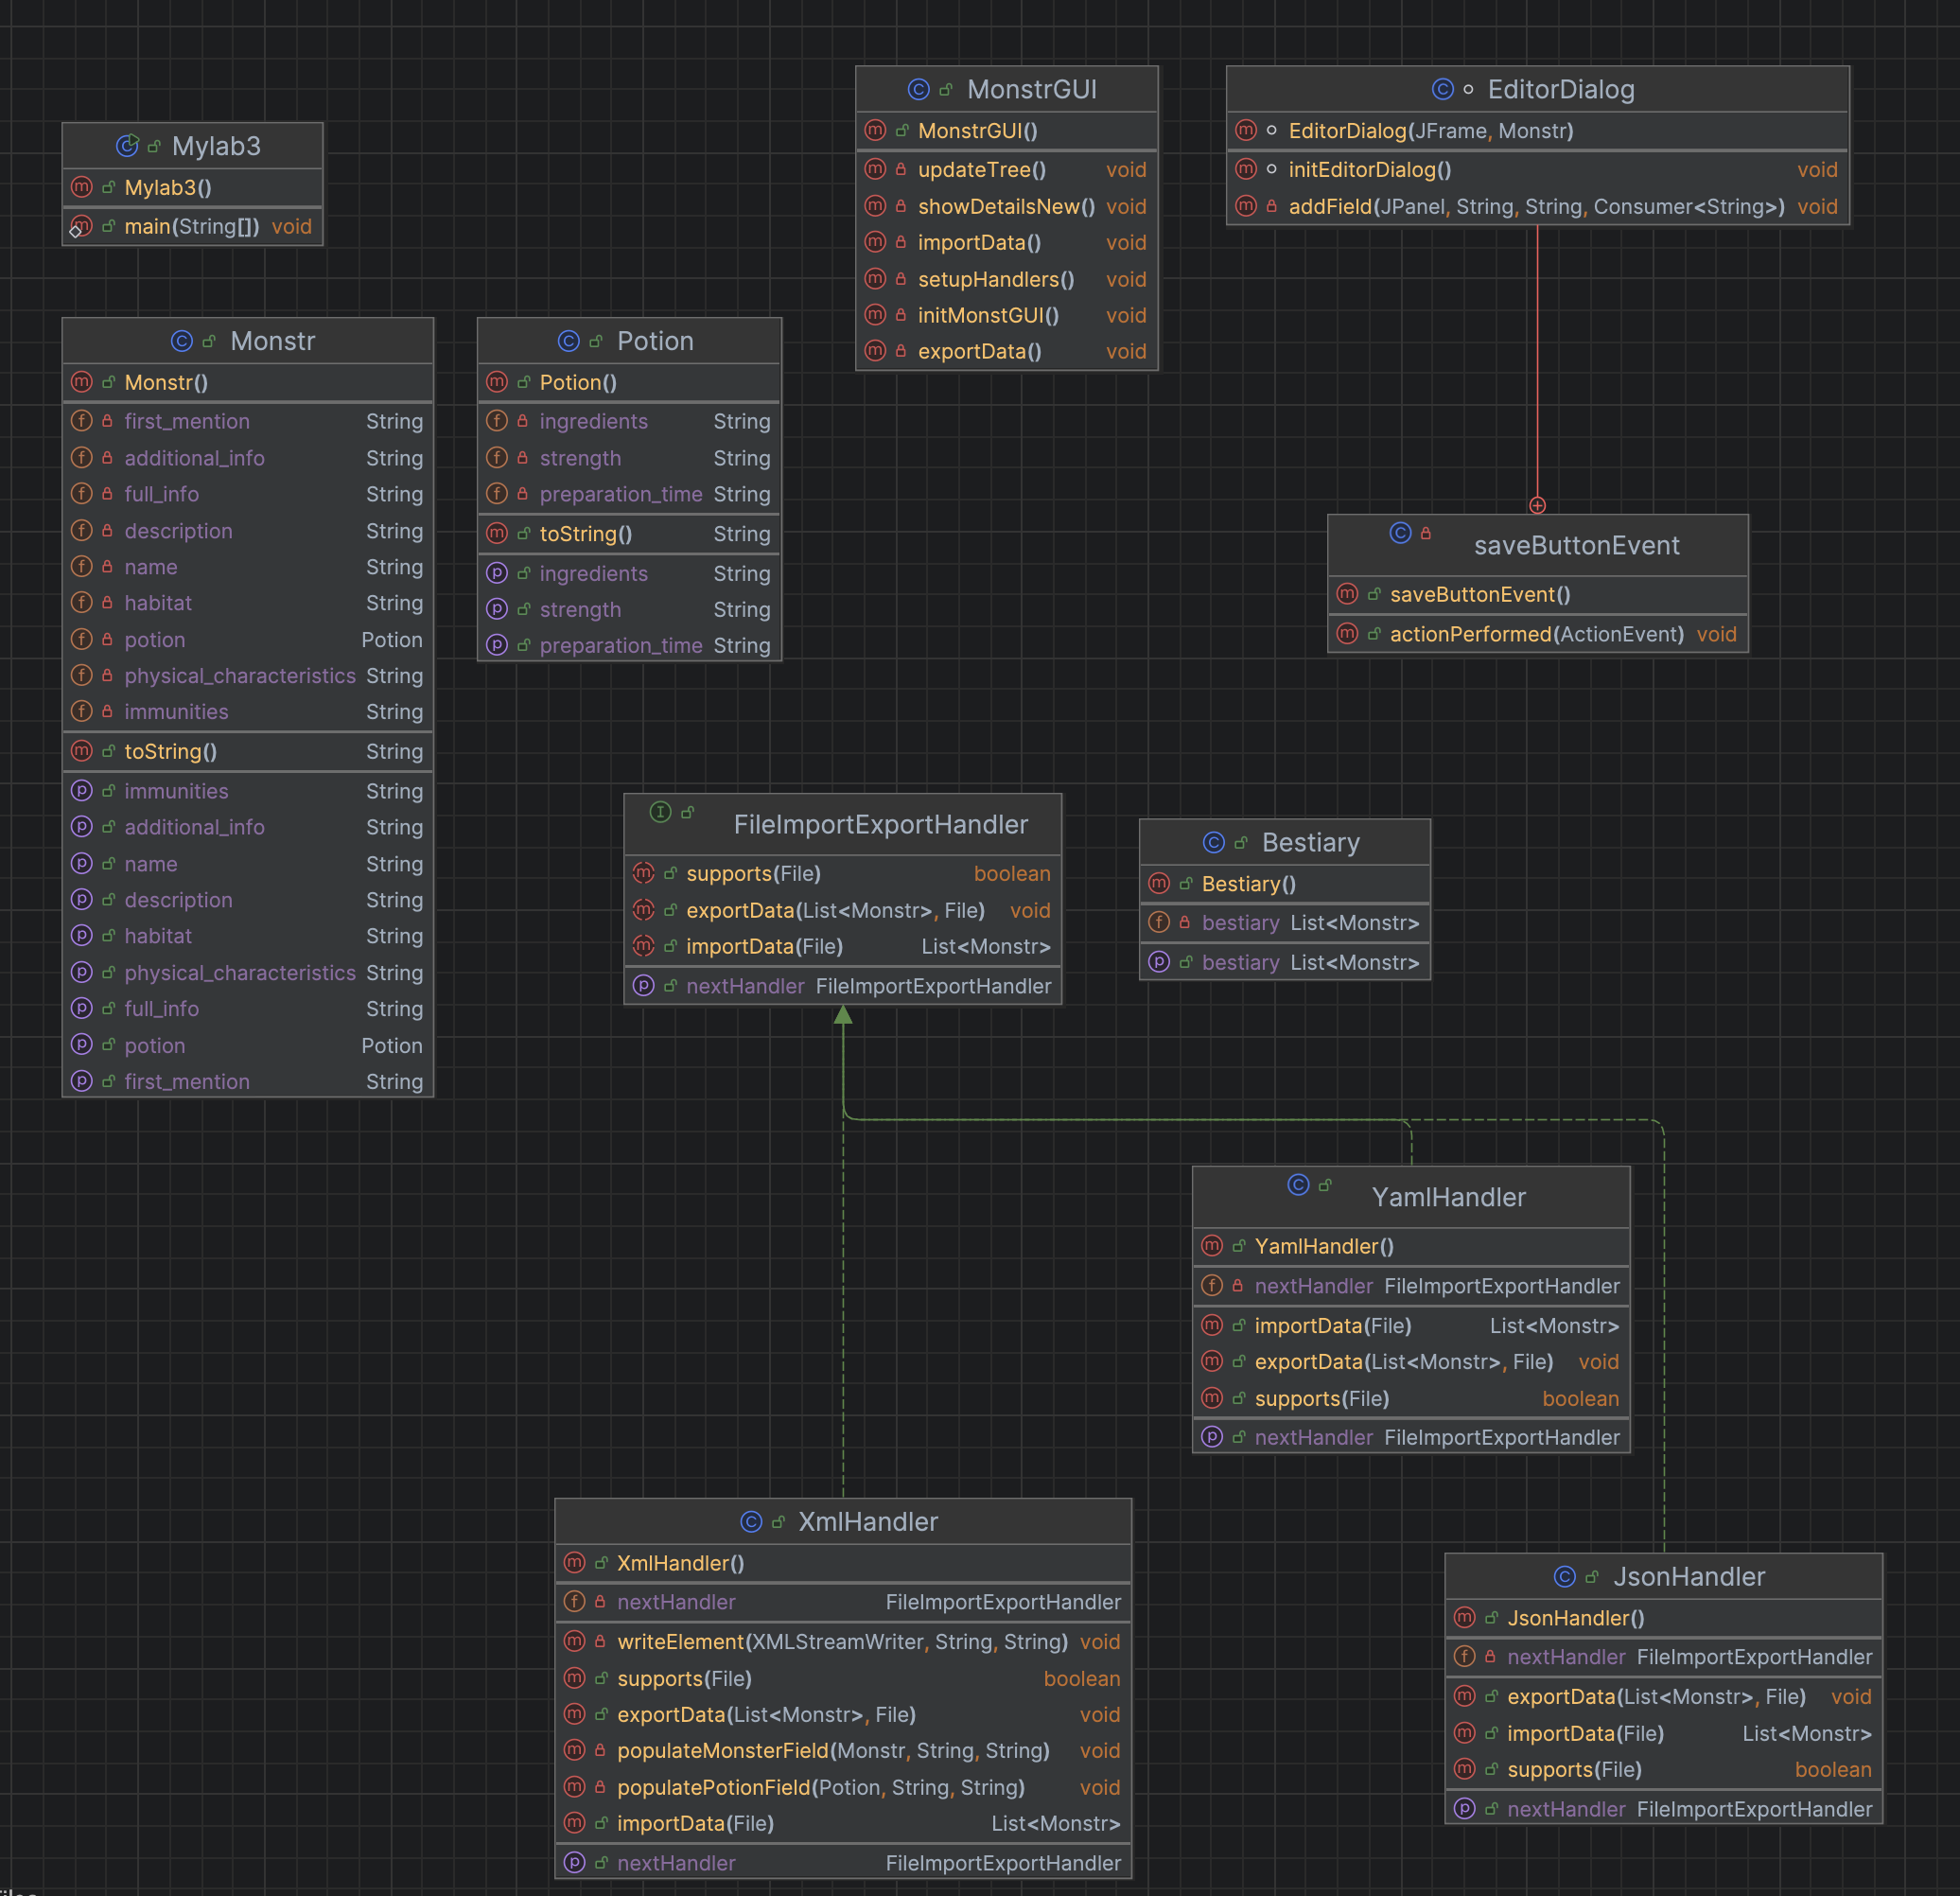 Mylab3
Mylab3()
main(String[]) void
Monstr
Monstr()
first_mention String
additional_info String
full_info String
description String
name String
habitat String
potion Potion
physical_characteristics String
immunities String
toString() String
immunities String
additional_info String
name String
description String
habitat String
physical_characteristics String
full_info String
potion Potion
first_mention String
Potion
Potion()
ingredients String
strength String
preparation_time String
toString() String
ingredients String
strength String
preparation_time String
MonstrGUI
MonstrGUI()
updateTree() void
showDetailsNew() void
importData() void
setupHandlers() void
initMonstGUI() void
exportData() void
EditorDialog
EditorDialog(JFrame, Monstr)
initEditorDialog() void
addField(JPanel, String, String, Consumer<String>) void
saveButtonEvent
saveButtonEvent()
actionPerformed(ActionEvent) void
FileImportExportHandler
supports(File) boolean
exportData(List<Monstr>, File) void
importData(File) List<Monstr>
nextHandler FileImportExportHandler
Bestiary
Bestiary()
bestiary List<Monstr>
bestiary List<Monstr>
YamlHandler
YamlHandler()
nextHandler FileImportExportHandler
importData(File) List<Monstr>
exportData(List<Monstr>, File) void
supports(File) boolean
nextHandler FileImportExportHandler
XmlHandler
XmlHandler()
nextHandler FileImportExportHandler
writeElement(XMLStreamWriter, String, String) void
supports(File) boolean
exportData(List<Monstr>, File) void
populateMonsterField(Monstr, String, String) void
populatePotionField(Potion, String, String) void
importData(File) List<Monstr>
nextHandler FileImportExportHandler
JsonHandler
JsonHandler()
nextHandler FileImportExportHandler
exportData(List<Monstr>, File) void
importData(File) List<Monstr>
supports(File) boolean
nextHandler FileImportExportHandler